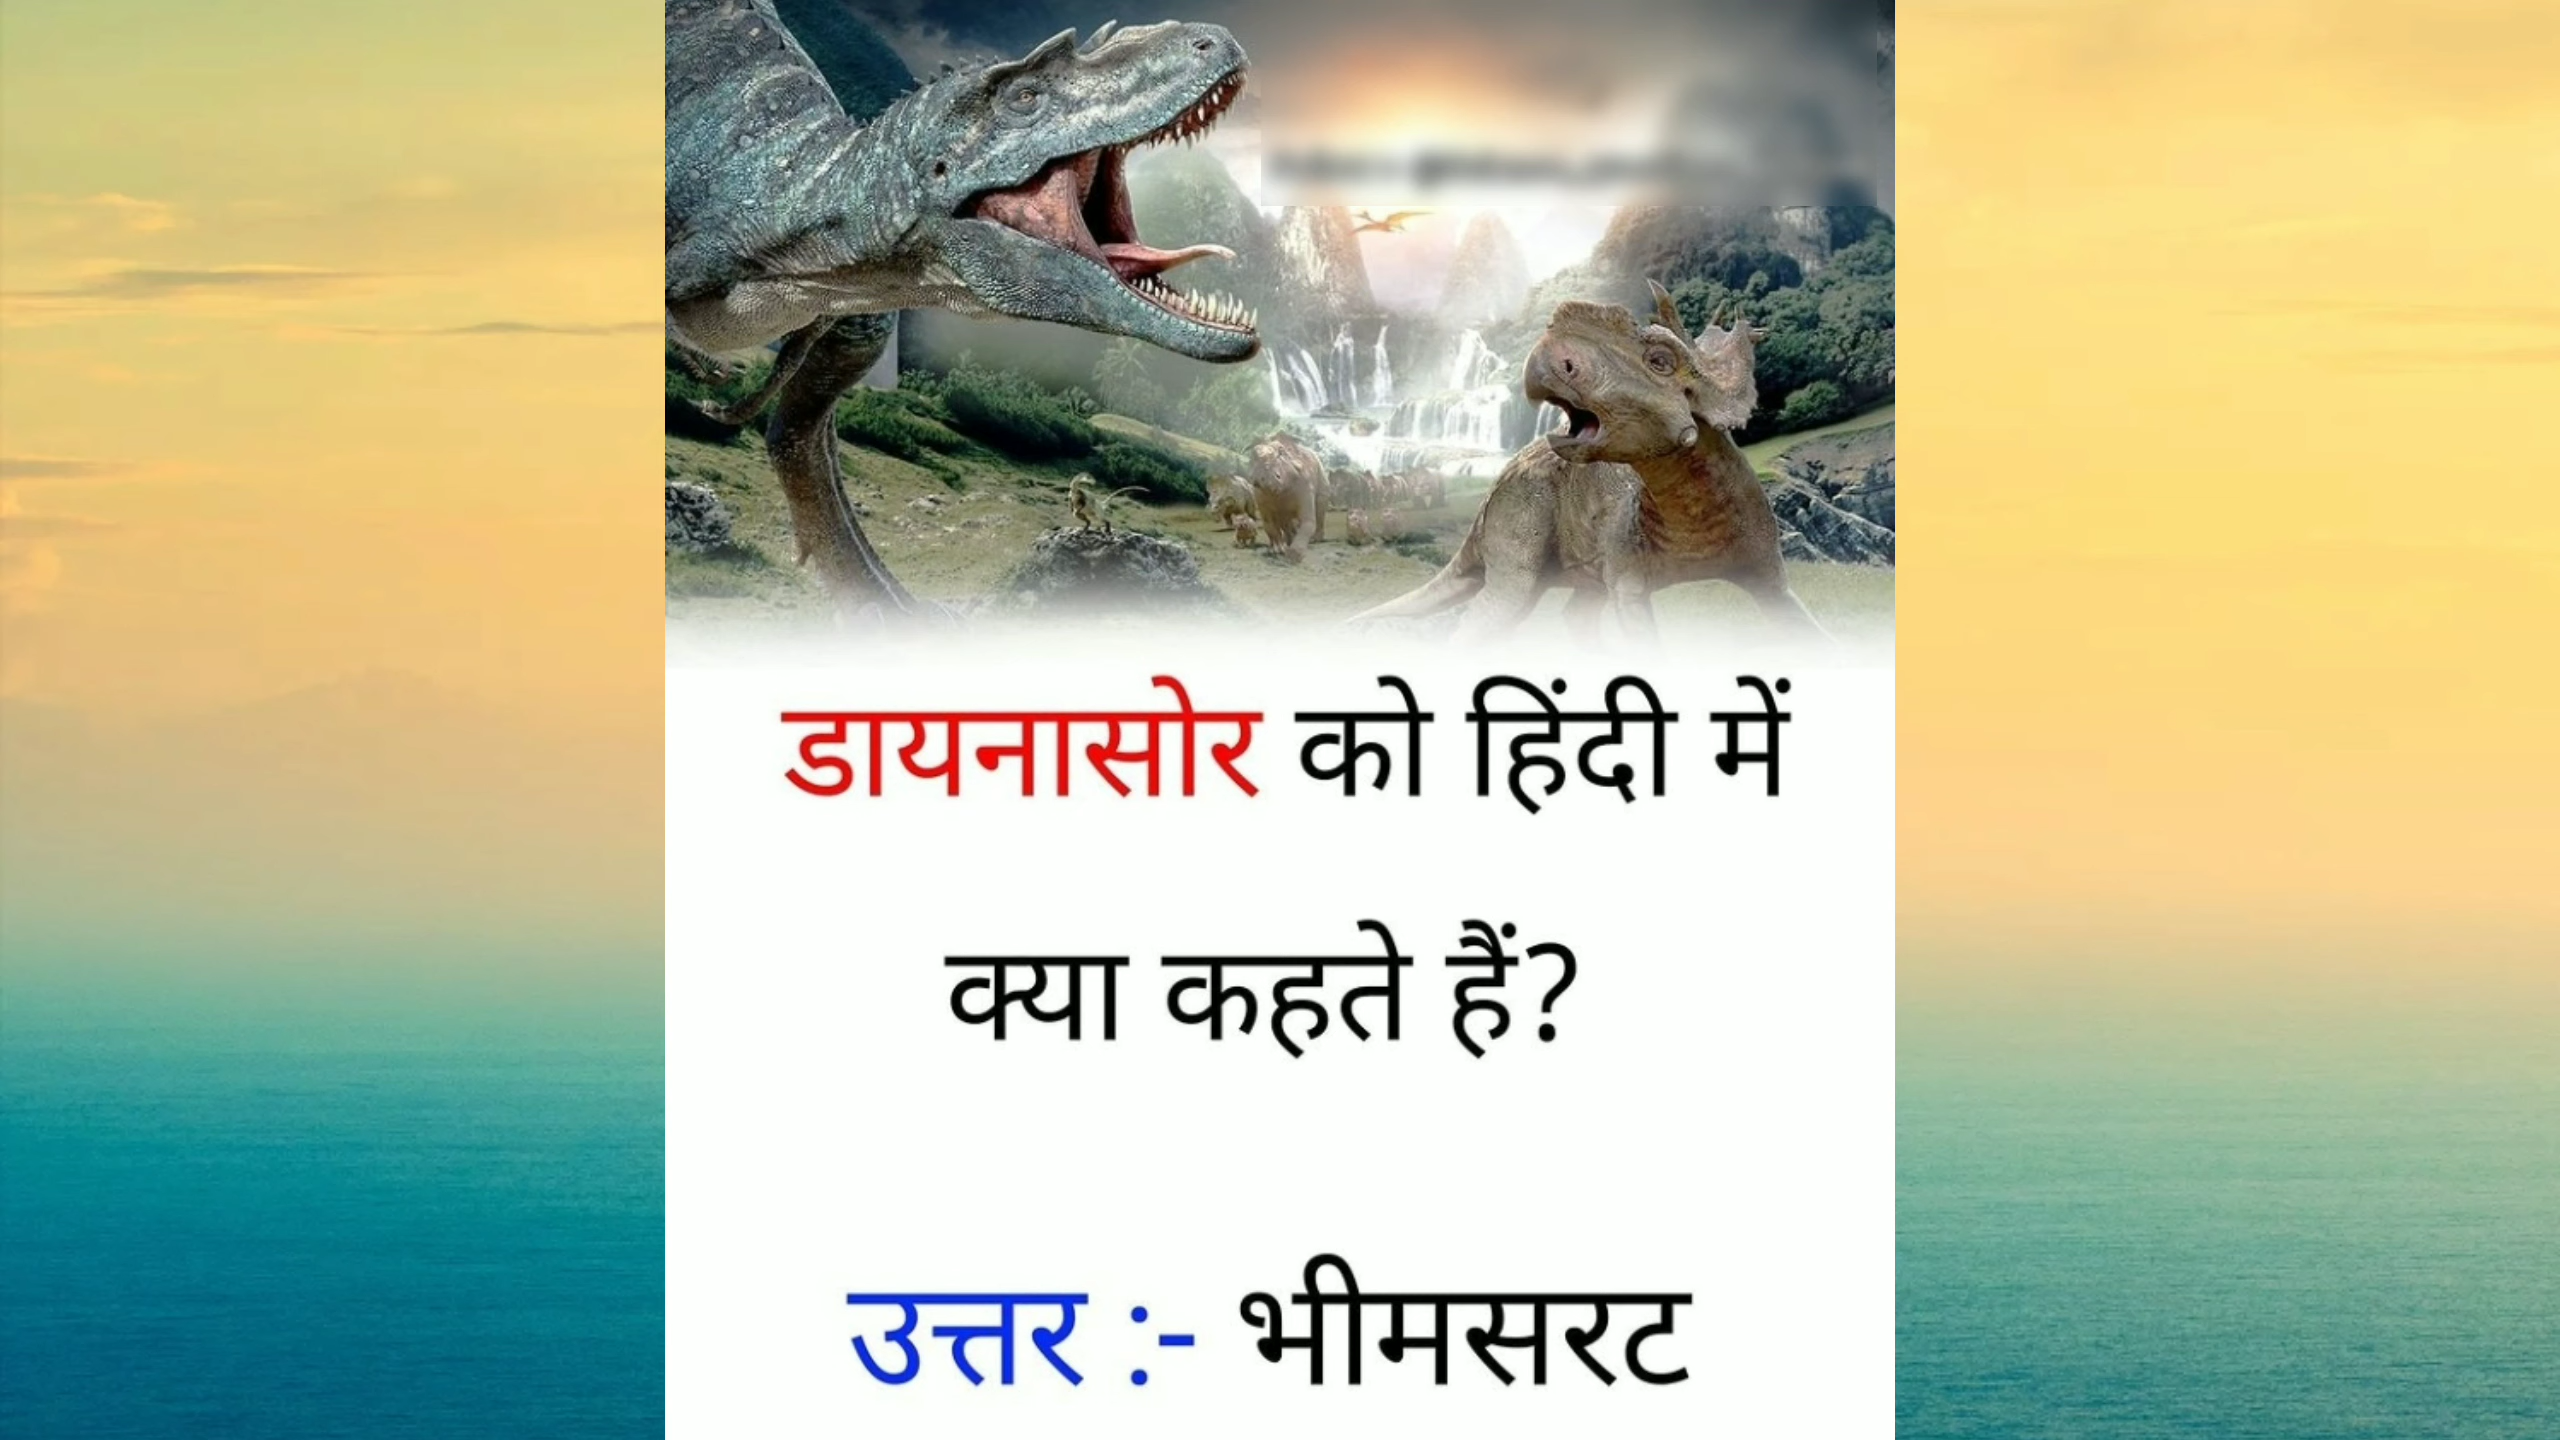 डायनासोर को हिंदी में
क्या कहते हैं?
उत्तर :- भीमसरट